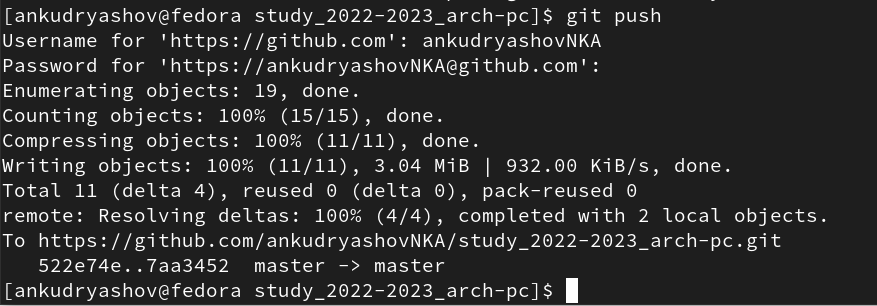 [ankudryashov@fedora study_2022-2023_arch-pc]$ git push
Username for 'https://github.com': ankudryashovNKA
Password for 'https://ankudryashovNKA@github.com':
Enumerating objects: 19, done.
Counting objects: 100% (15/15), done.
Compressing objects: 100% (11/11), done.
Writing objects: 100% (11/11), 3.04 MiB | 932.00 KiB/s, done.
Total 11 (delta 4), reused 0 (delta 0), pack-reused 0
remote: Resolving deltas: 100% (4/4), completed with 2 local objects.
To https://github.com/ankudryashovNKA/study_2022-2023_arch-pc.git
   522e74e..7aa3452  master -> master
[ankudryashov@fedora study_2022-2023_arch-pc]$